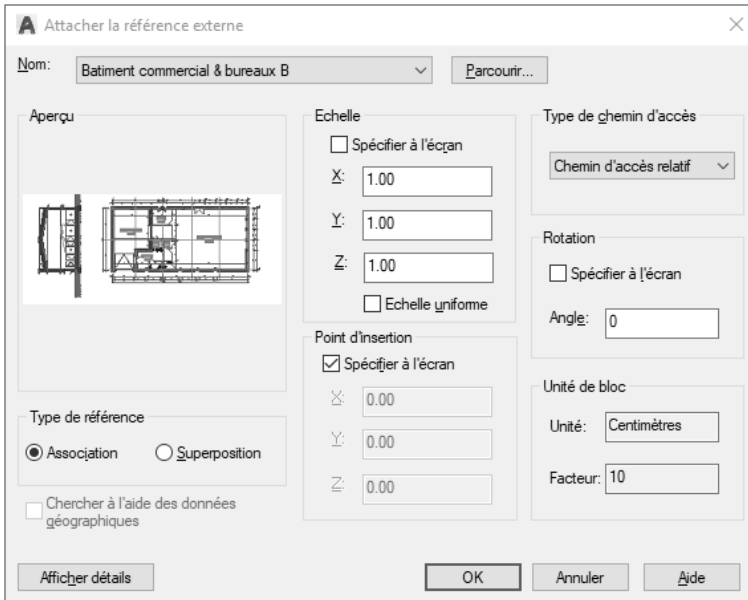 Attacher la référence externe
Nom: Batiment commercial & bureaux B Parcourir...
Aperçu
Type de référence
Association Superposition
Chercher à l'aide des données
géographiques
Echelle
Spécifier à l'écran
X: 1.00
Y: 1.00
Z: 1.00
Echelle uniforme
Point d'insertion
Spécifier à l'écran
X: 0.00
Y: 0.00
Z: 0.00
Type de chemin d'accès
Chemin d'accès relatif
Rotation
Spécifier à l'écran
Angle: 0
Unité de bloc
Unité: Centimètres
Facteur: 10
Afficher détails OK Annuler Aide